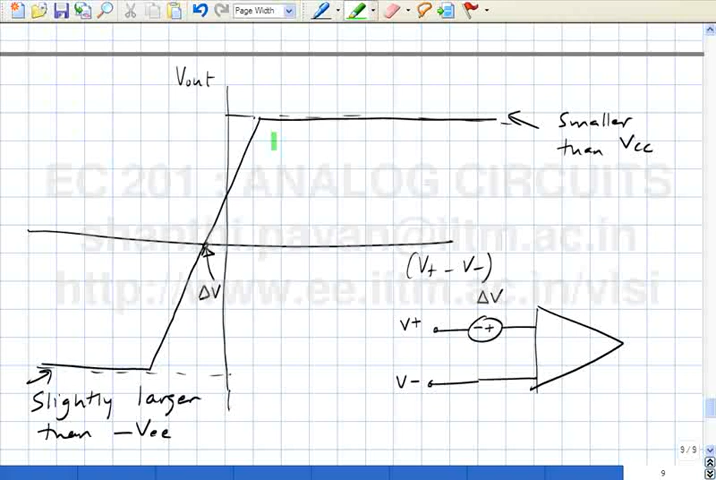 Page Width
Vout
Smaller
than Vcc
EC 201 : ANALOG CIRCUITS
shanthi.pavan@iitm.ac.in
http://www.ee.iitm.ac.in/vlsi
(V+ - V-)
ΔV
ΔV
V+
- +
V-
Slightly larger
than -Vee
9/9
9